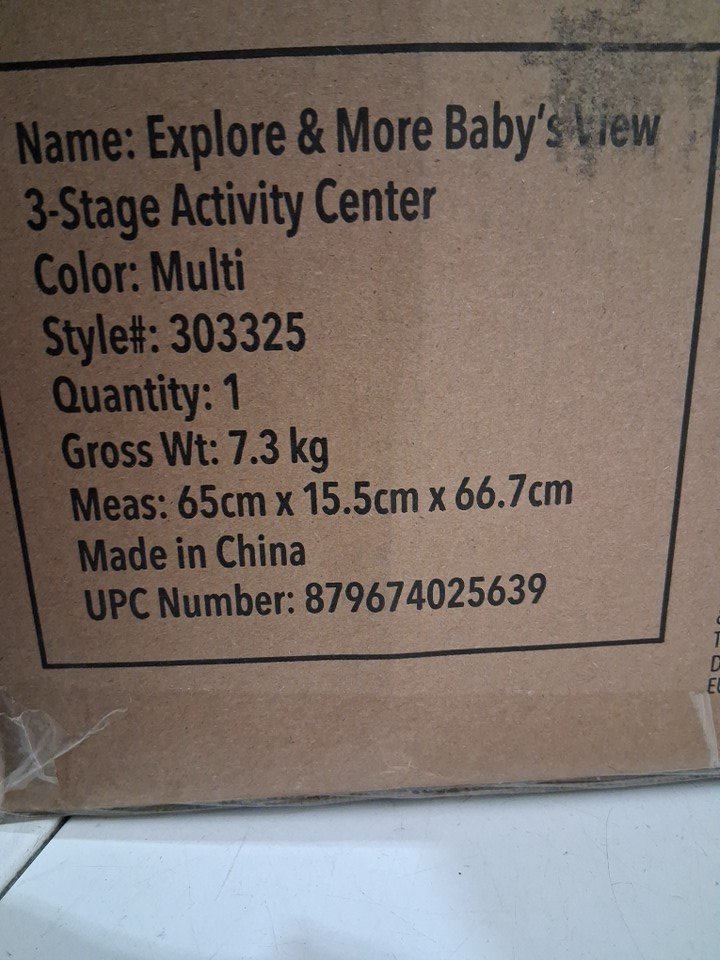 Name: Explore & More Baby's View
3-Stage Activity Center
Color: Multi
Style#: 303325
Quantity: 1
Gross Wt: 7.3 kg
Meas: 65cm x 15.5cm x 66.7cm
Made in China
UPC Number: 879674025639